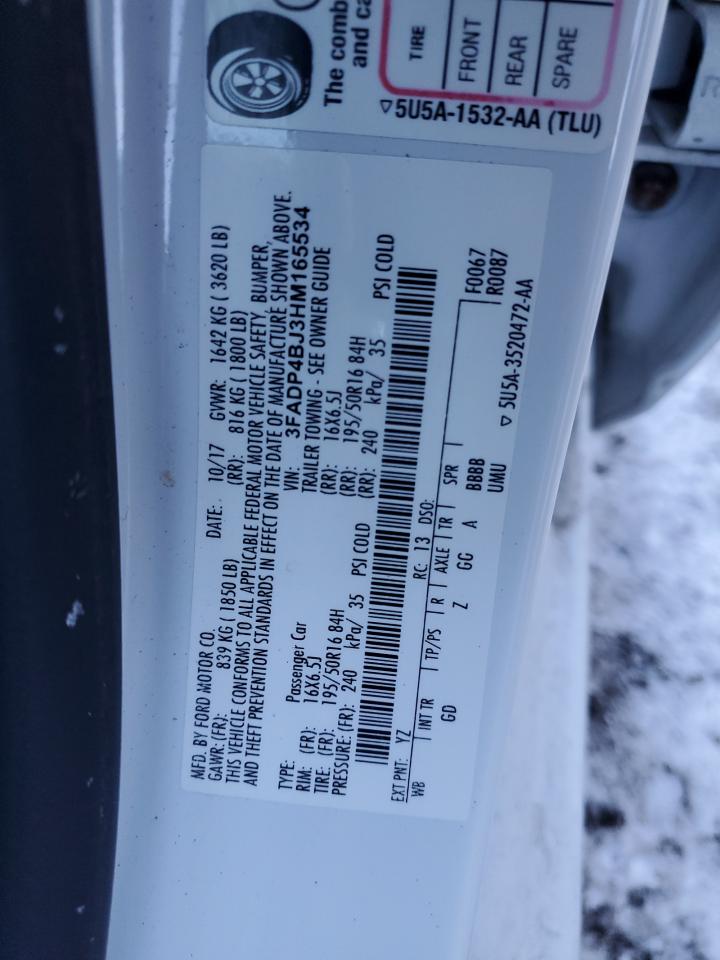 The comb
and ca
TIRE
FRONT
REAR
SPARE
▽5U5A-1532-AA (TLU)
MFD. BY FORD MOTOR CO. DATE: 10/17 GVWR: 1642 KG ( 3620 LB)
GAWR: (FR): 839 KG ( 1850 LB) (RR): 816 KG ( 1800 LB)
THIS VEHICLE CONFORMS TO ALL APPLICABLE FEDERAL MOTOR VEHICLE SAFETY, BUMPER,
AND THEFT PREVENTION STANDARDS IN EFFECT ON THE DATE OF MANUFACTURE SHOWN ABOVE.
VIN: 3FADP4BJ3HM165534
TYPE: Passenger Car TRAILER TOWING - SEE OWNER GUIDE
RIM: (FR): 16X6.5J (RR): 16X6.5J
TIRE: (FR): 195/50R16 84H (RR): 195/50R16 84H
PRESSURE: (FR): 240 kPa/ 35 PSI COLD (RR): 240 kPa/ 35 PSI COLD
EXT PNT: YZ RC: 13 DSO:
WB INT TR TP/PS R AXLE TR SPR F0067
GD Z GG A BBBB R0087
UMU
▽ 5U5A-3520472-AA